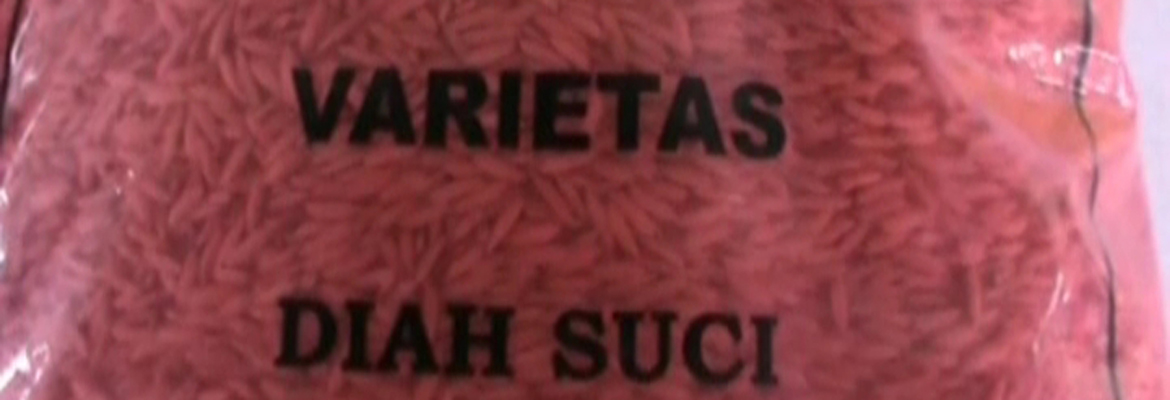 VARIETAS
DIAH SUCI